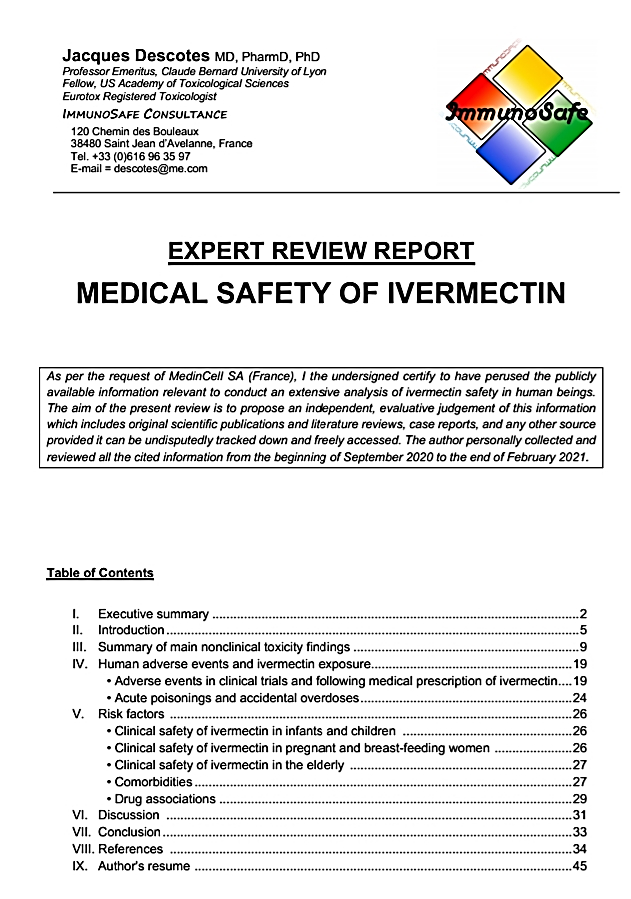 Jacques Descotes MD, PharmD, PhD
Professor Emeritus, Claude Bernard University of Lyon
Fellow, US Academy of Toxicological Sciences
Eurotox Registered Toxicologist
IMMUNOSAFE CONSULTANCE
120 Chemin des Bouleaux
38480 Saint Jean d'Avelanne, France
Tel. +33 (0)616 96 35 97
E-mail = descotes@me.com
ImmunoSafe
EXPERT REVIEW REPORT
MEDICAL SAFETY OF IVERMECTIN
As per the request of MedinCell SA (France), I the undersigned certify to have perused the publicly
available information relevant to conduct an extensive analysis of ivermectin safety in human beings.
The aim of the present review is to propose an independent, evaluative judgement of this information
which includes original scientific publications and literature reviews, case reports, and any other source
provided it can be undisputedly tracked down and freely accessed. The author personally collected and
reviewed all the cited information from the beginning of September 2020 to the end of February 2021.
Table of Contents
I. Executive summary ... 2
II. Introduction ... 5
III. Summary of main nonclinical toxicity findings ... 9
IV. Human adverse events and ivermectin exposure ... 19
• Adverse events in clinical trials and following medical prescription of ivermectin .... 19
• Acute poisonings and accidental overdoses ... 24
V. Risk factors ... 26
• Clinical safety of ivermectin in infants and children ... 26
• Clinical safety of ivermectin in pregnant and breast-feeding women ... 26
• Clinical safety of ivermectin in the elderly ... 27
• Comorbidities ... 27
• Drug associations ... 29
VI. Discussion ... 31
VII. Conclusion ... 33
VIII. References ... 34
IX. Author's resume ... 45